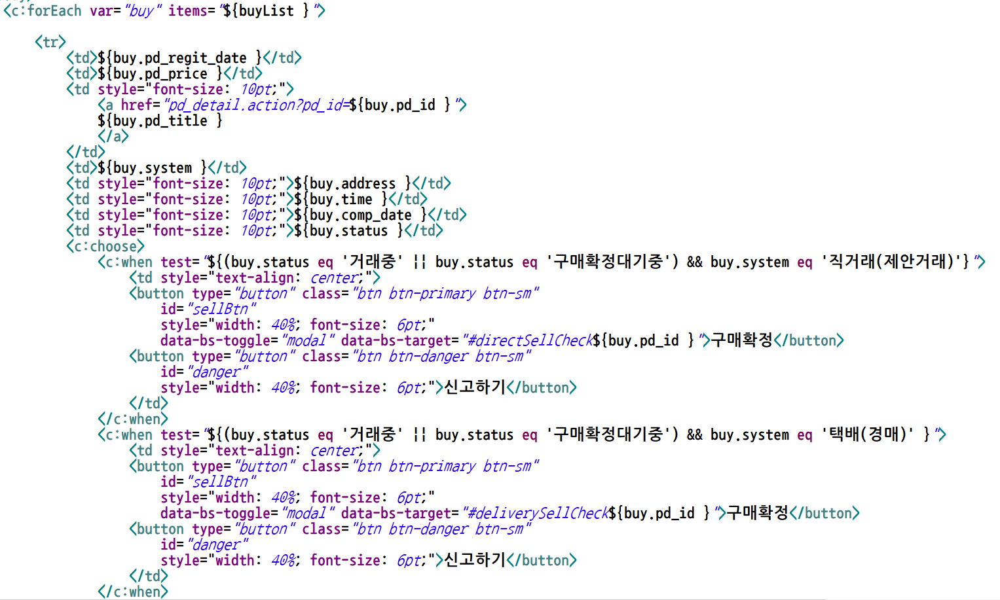 <c:forEach var="buy" items="${buyList }">
<tr>
<td>${buy.pd_regit_date }</td>
<td>${buy.pd_price }</td>
<td style="font-size: 10pt;">
<a href="pd_detail.action?pd_id=${buy.pd_id }">
${buy.pd_title }
</a>
</td>
<td>${buy.system }</td>
<td style="font-size: 10pt;">${buy.address }</td>
<td style="font-size: 10pt;">${buy.time }</td>
<td style="font-size: 10pt;">${buy.comp_date }</td>
<td style="font-size: 10pt;">${buy.status }</td>
<c:choose>
<c:when test="${(buy.status eq '거래중' || buy.status eq '구매확정대기중') && buy.system eq '직거래(제안거래)'}">
<td style="text-align: center;">
<button type="button" class="btn btn-primary btn-sm"
id="sellBtn"
style="width: 40%; font-size: 6pt;"
data-bs-toggle="modal" data-bs-target="#directSellCheck${buy.pd_id }">구매확정</button>
<button type="button" class="btn btn-danger btn-sm"
id="danger"
style="width: 40%; font-size: 6pt;">신고하기</button>
</td>
</c:when>
<c:when test="${(buy.status eq '거래중' || buy.status eq '구매확정대기중') && buy.system eq '택배(경매)' }">
<td style="text-align: center;">
<button type="button" class="btn btn-primary btn-sm"
id="sellBtn"
style="width: 40%; font-size: 6pt;"
data-bs-toggle="modal" data-bs-target="#deliverySellCheck${buy.pd_id }">구매확정</button>
<button type="button" class="btn btn-danger btn-sm"
id="danger"
style="width: 40%; font-size: 6pt;">신고하기</button>
</td>
</c:when>